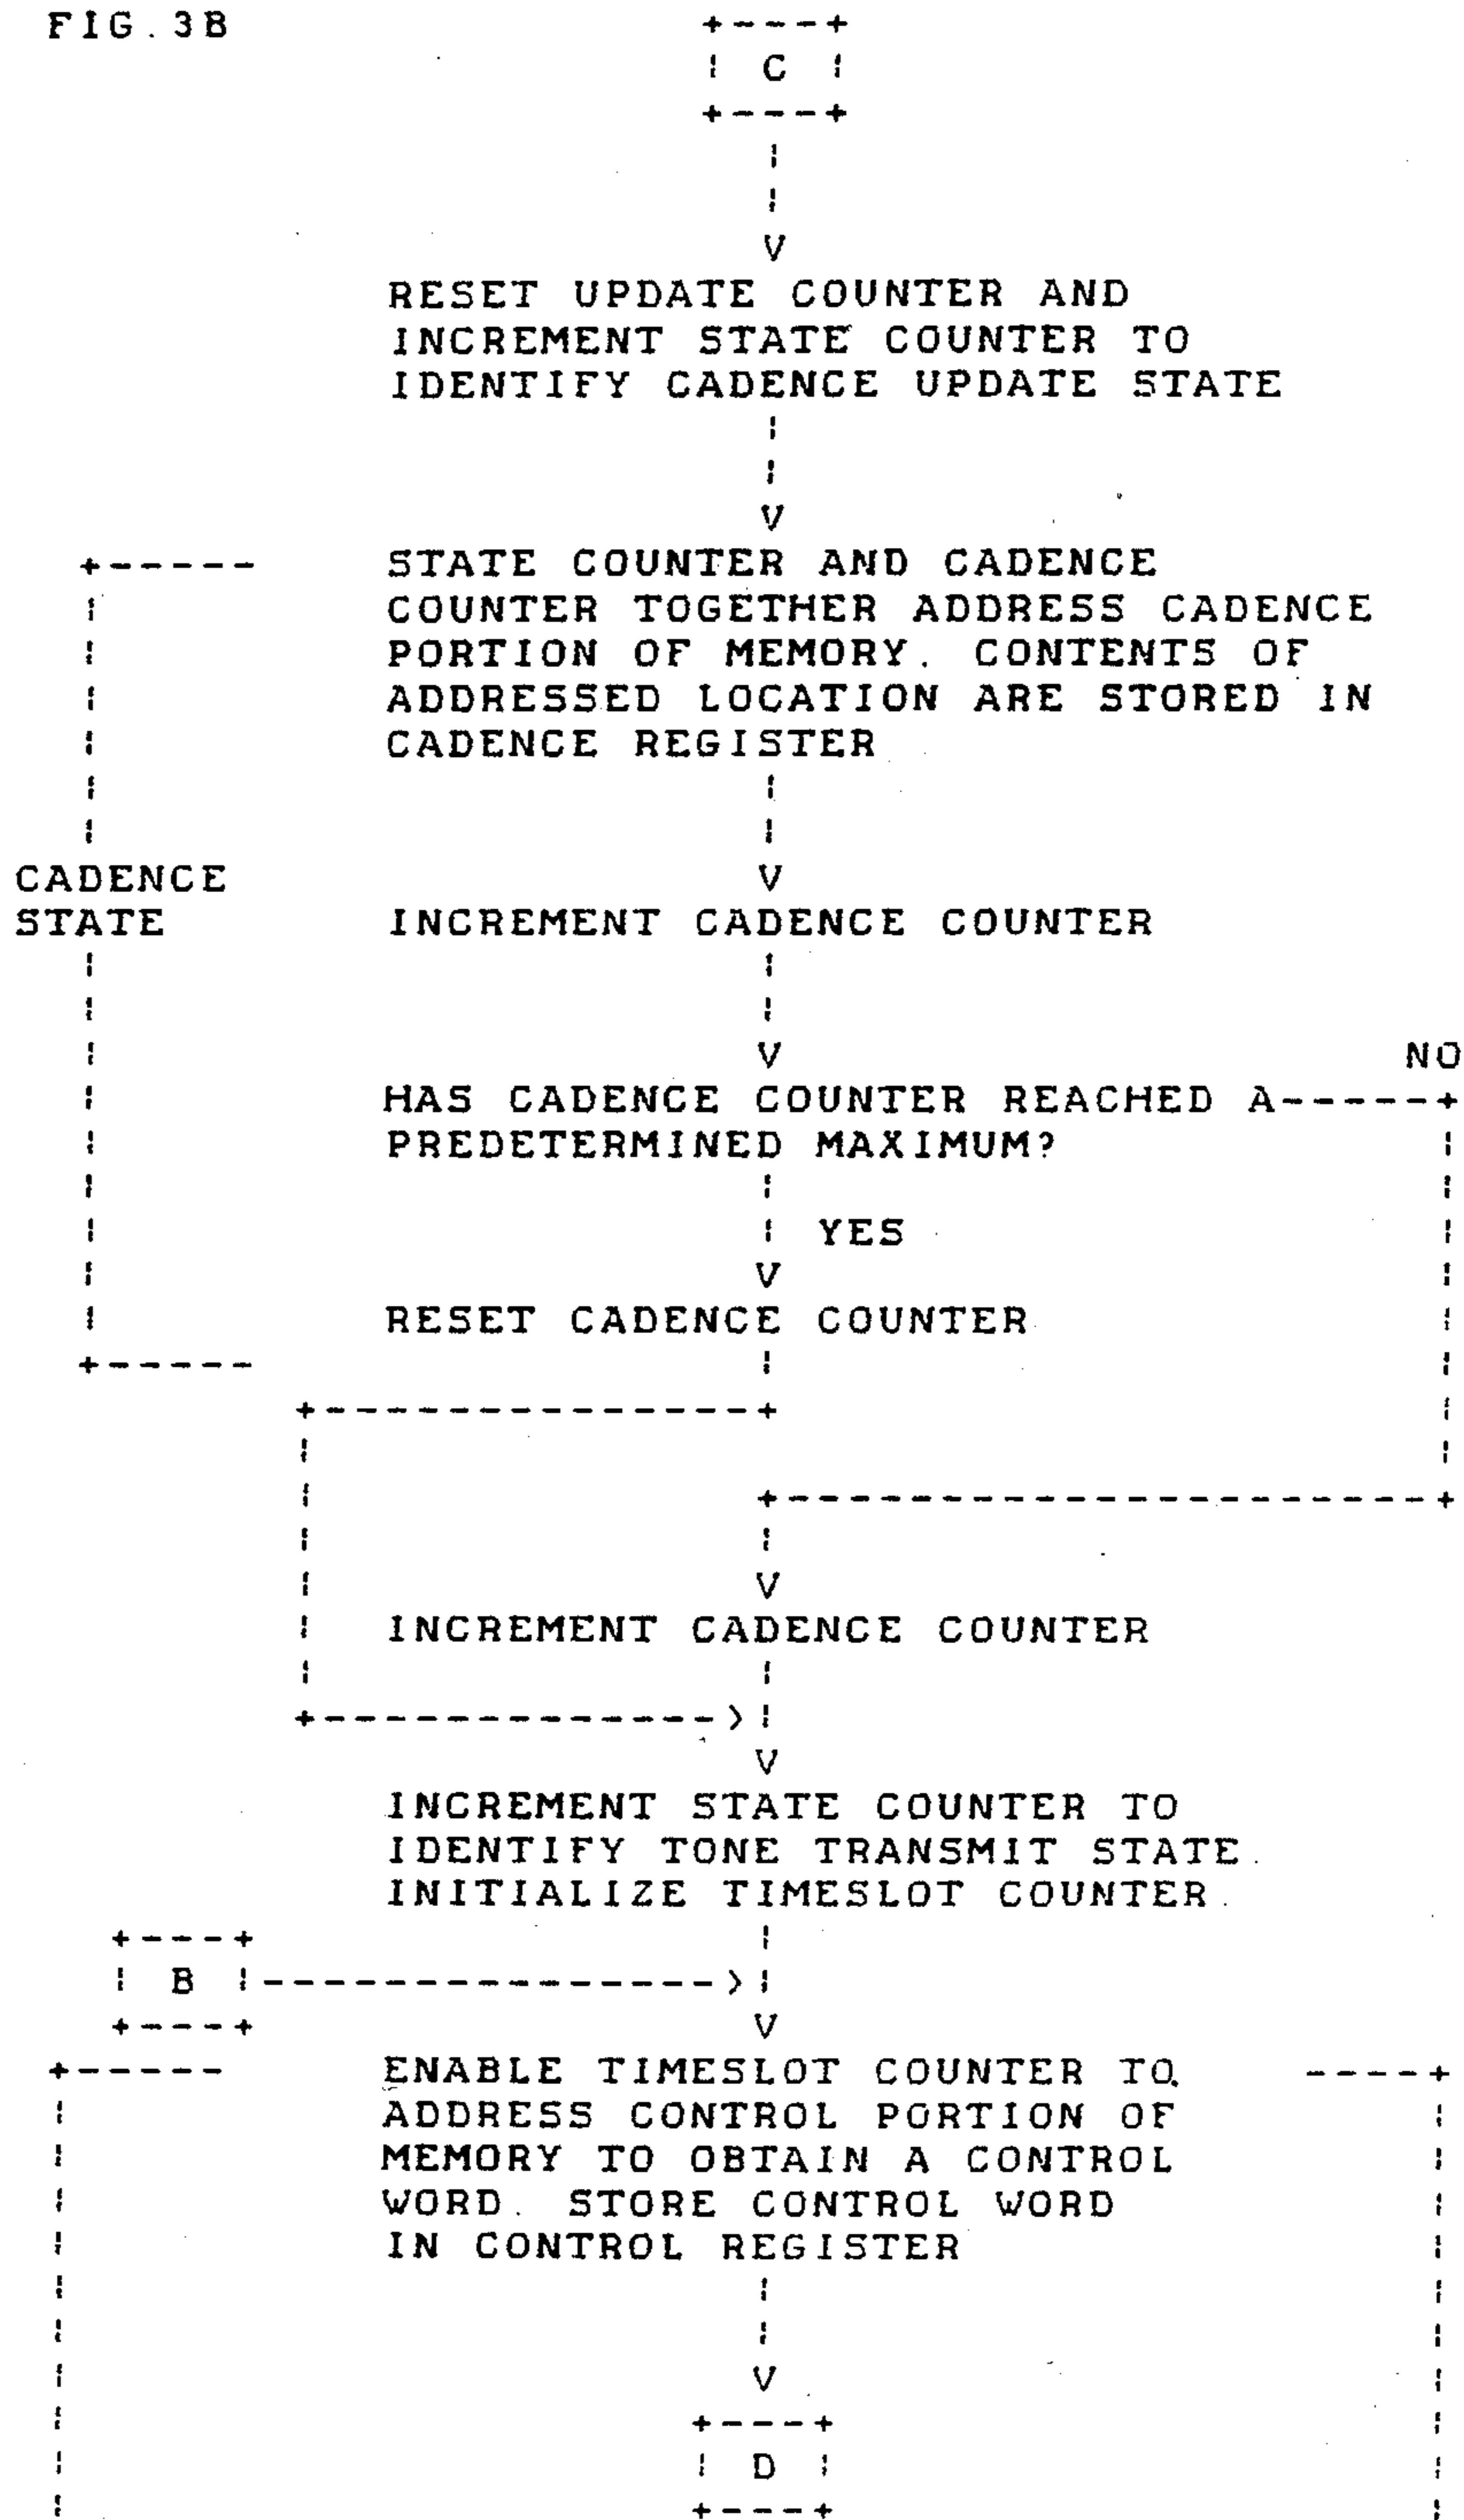 FIG.3B
C
RESET UPDATE COUNTER AND
INCREMENT STATE COUNTER TO
IDENTIFY CADENCE UPDATE STATE
STATE COUNTER AND CADENCE
COUNTER TOGETHER ADDRESS CADENCE
PORTION OF MEMORY. CONTENTS OF
ADDRESSED LOCATION ARE STORED IN
CADENCE REGISTER
CADENCE
STATE
INCREMENT CADENCE COUNTER
NO
HAS CADENCE COUNTER REACHED A
PREDETERMINED MAXIMUM?
YES
RESET CADENCE COUNTER
INCREMENT CADENCE COUNTER
INCREMENT STATE COUNTER TO
IDENTIFY TONE TRANSMIT STATE.
INITIALIZE TIMESLOT COUNTER.
B
ENABLE TIMESLOT COUNTER TO
ADDRESS CONTROL PORTION OF
MEMORY TO OBTAIN A CONTROL
WORD. STORE CONTROL WORD
IN CONTROL REGISTER
D